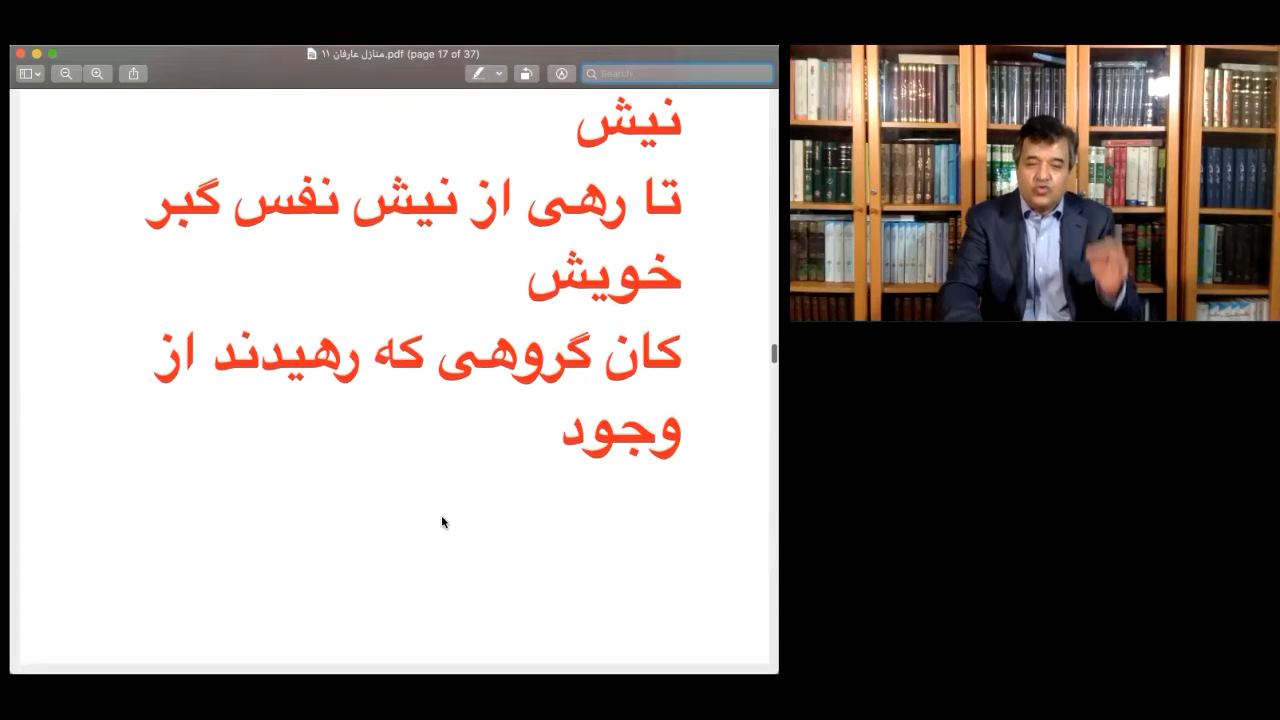 منازل عارفان ۱۱.pdf (page 17 of 37)
Search
نیش
تا رهی از نیش نفس گبر
خویش
کان گروهی که رهیدند از
وجود